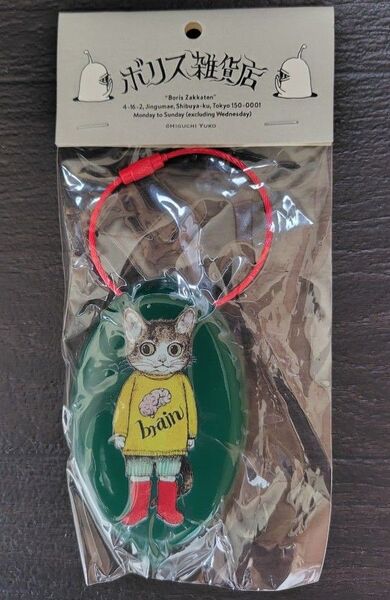 ボリス雑貨店
"Boris Zakkaten"
4-16-2, Jingumae, Shibuya-ku, Tokyo 150-0001
Monday to Sunday (excluding Wednesday)
©HIGUCHI YUKO
brain